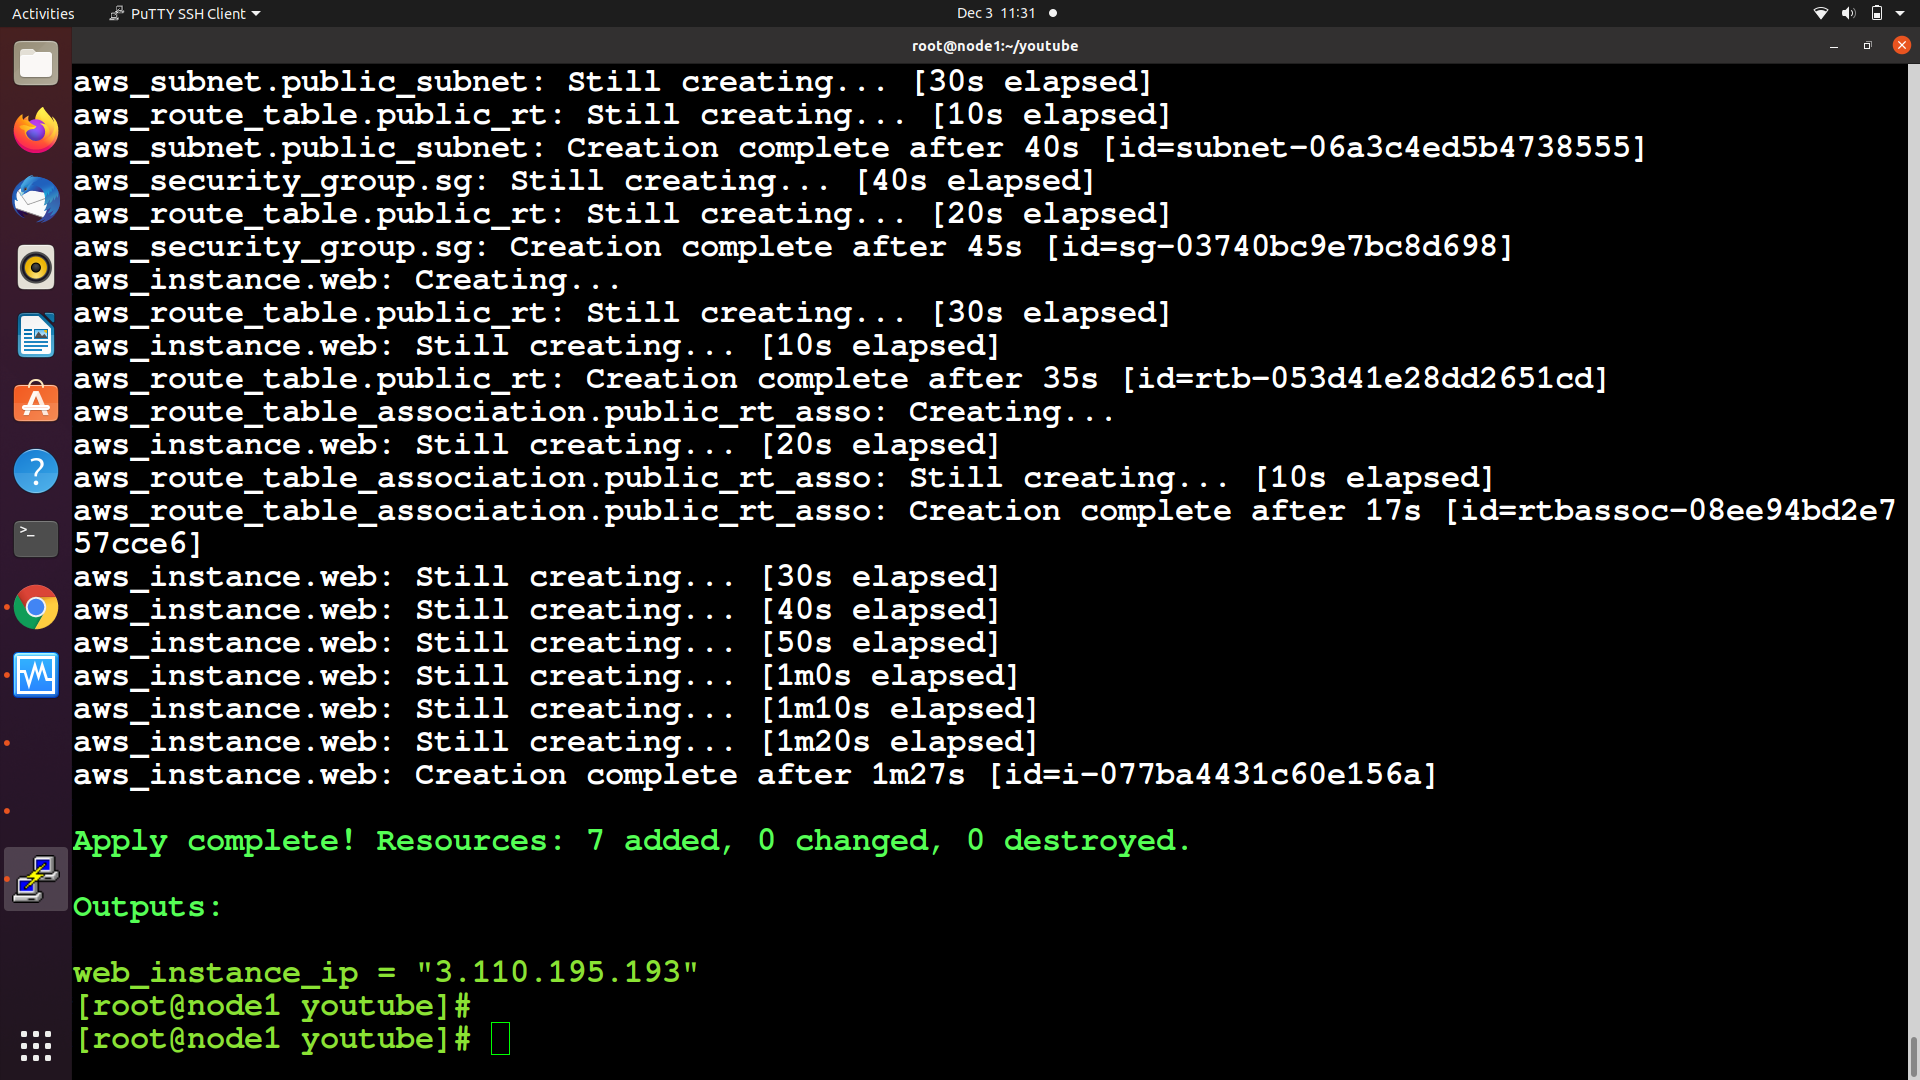 Activities PuTTY SSH Client Dec 3 11:31
root@node1:~/youtube
aws_subnet.public_subnet: Still creating... [30s elapsed]
aws_route_table.public_rt: Still creating... [10s elapsed]
aws_subnet.public_subnet: Creation complete after 40s [id=subnet-06a3c4ed5b4738555]
aws_security_group.sg: Still creating... [40s elapsed]
aws_route_table.public_rt: Still creating... [20s elapsed]
aws_security_group.sg: Creation complete after 45s [id=sg-03740bc9e7bc8d698]
aws_instance.web: Creating...
aws_route_table.public_rt: Still creating... [30s elapsed]
aws_instance.web: Still creating... [10s elapsed]
aws_route_table.public_rt: Creation complete after 35s [id=rtb-053d41e28dd2651cd]
aws_route_table_association.public_rt_asso: Creating...
aws_instance.web: Still creating... [20s elapsed]
aws_route_table_association.public_rt_asso: Still creating... [10s elapsed]
aws_route_table_association.public_rt_asso: Creation complete after 17s [id=rtbassoc-08ee94bd2e7
57cce6]
aws_instance.web: Still creating... [30s elapsed]
aws_instance.web: Still creating... [40s elapsed]
aws_instance.web: Still creating... [50s elapsed]
aws_instance.web: Still creating... [1m0s elapsed]
aws_instance.web: Still creating... [1m10s elapsed]
aws_instance.web: Still creating... [1m20s elapsed]
aws_instance.web: Creation complete after 1m27s [id=i-077ba4431c60e156a]
Apply complete! Resources: 7 added, 0 changed, 0 destroyed.
Outputs:
web_instance_ip = "3.110.195.193"
[root@node1 youtube]#
[root@node1 youtube]#